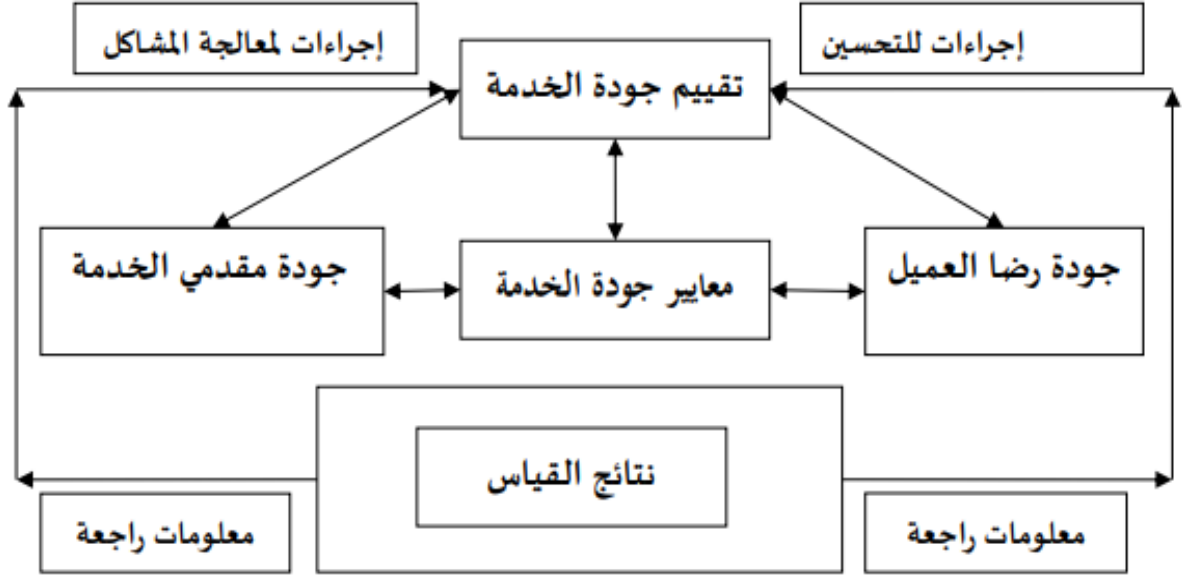 إجراءات للتحسين
إجراءات لمعالجة المشاكل
تقييم جودة الخدمة
جودة رضا العميل
معايير جودة الخدمة
جودة مقدمي الخدمة
نتائج القياس
معلومات راجعة
معلومات راجعة